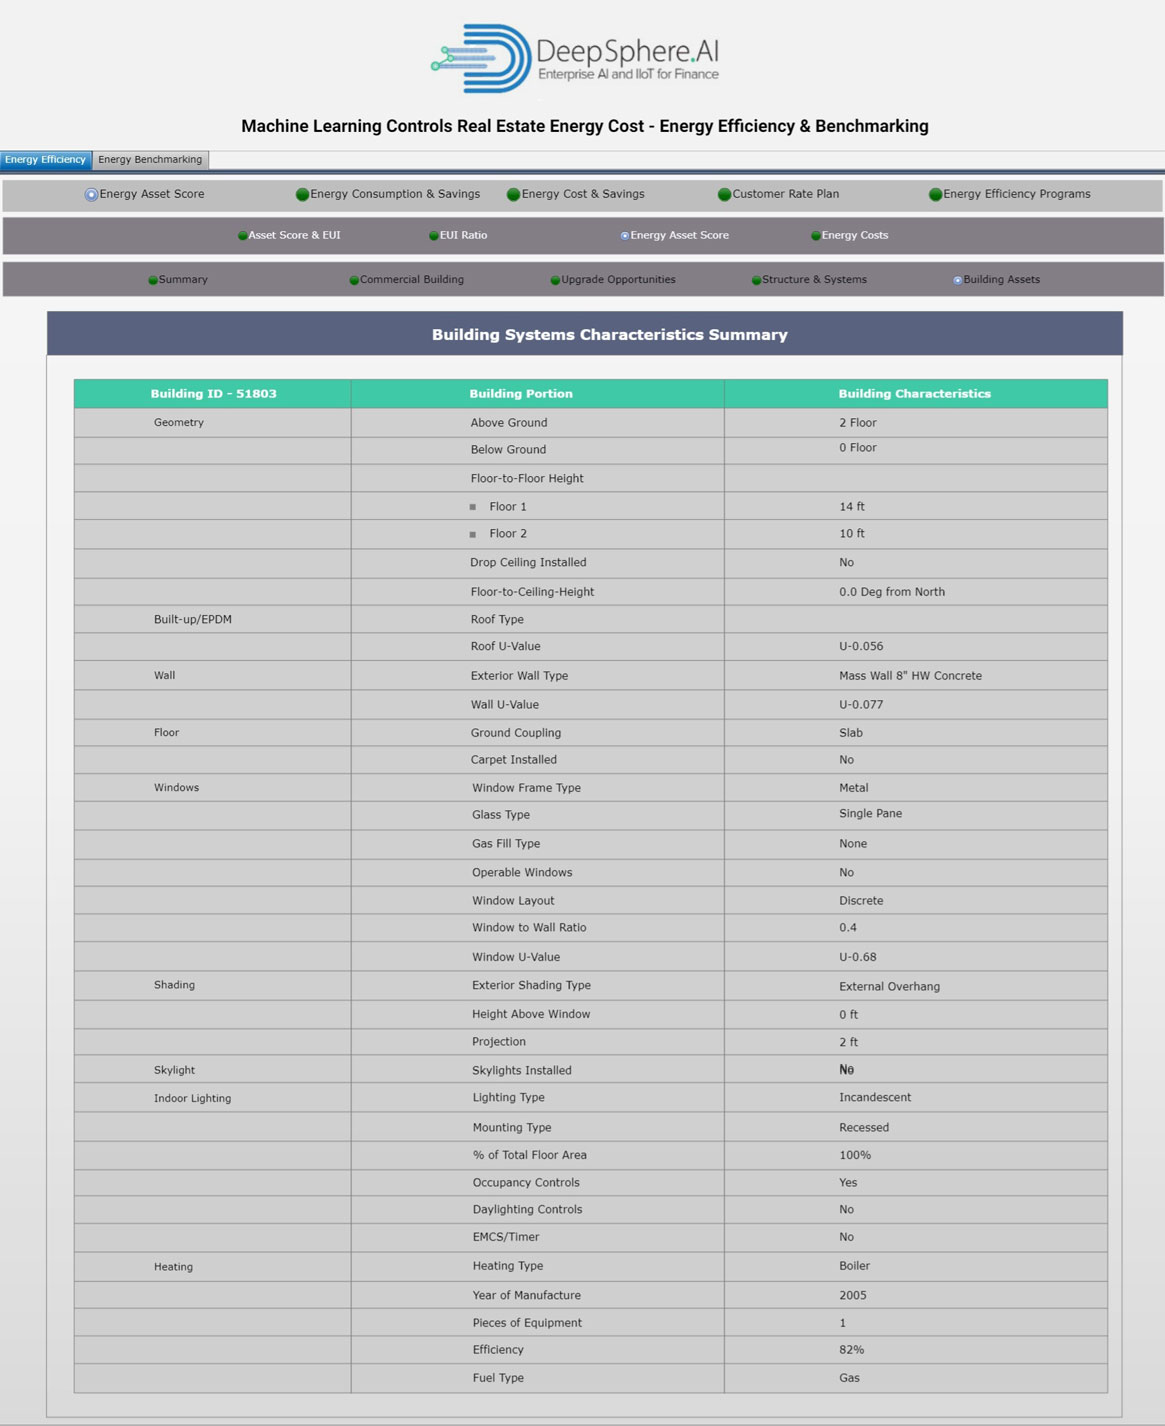 DeepSphere.AI
Enterprise AI and IIoT for Finance
Machine Learning Controls Real Estate Energy Cost - Energy Efficiency & Benchmarking
Energy Efficiency Energy Benchmarking
Energy Asset Score Energy Consumption & Savings Energy Cost & Savings Customer Rate Plan Energy Efficiency Programs
Asset Score & EUI EUI Ratio Energy Asset Score Energy Costs
Summary Commercial Building Upgrade Opportunities Structure & Systems Building Assets
Building Systems Characteristics Summary
Building ID - 51803 Building Portion Building Characteristics
Geometry Above Ground 2 Floor
Below Ground 0 Floor
Floor-to-Floor Height
Floor 1 14 ft
Floor 2 10 ft
Drop Ceiling Installed No
Floor-to-Ceiling-Height 0.0 Deg from North
Built-up/EPDM Roof Type
Roof U-Value U-0.056
Wall Exterior Wall Type Mass Wall 8" HW Concrete
Wall U-Value U-0.077
Floor Ground Coupling Slab
Carpet Installed No
Windows Window Frame Type Metal
Glass Type Single Pane
Gas Fill Type None
Operable Windows No
Window Layout Discrete
Window to Wall Ratio 0.4
Window U-Value U-0.68
Shading Exterior Shading Type External Overhang
Height Above Window 0 ft
Projection 2 ft
Skylight Skylights Installed No
Indoor Lighting Lighting Type Incandescent
Mounting Type Recessed
% of Total Floor Area 100%
Occupancy Controls Yes
Daylighting Controls No
EMCS/Timer No
Heating Heating Type Boiler
Year of Manufacture 2005
Pieces of Equipment 1
Efficiency 82%
Fuel Type Gas